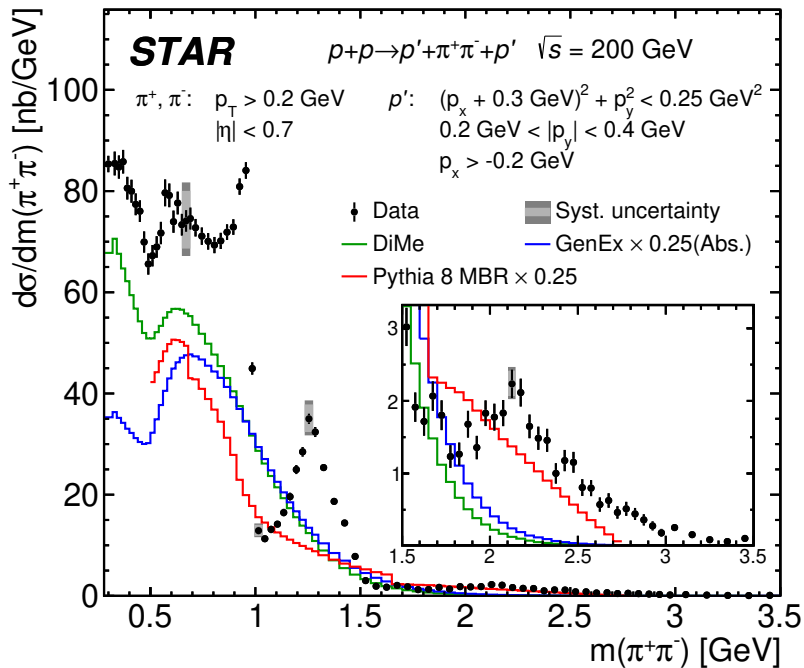 STAR p+p→p′+π⁺π⁻+p′ √s = 200 GeV
π⁺, π⁻: p_T > 0.2 GeV p′: (p_x + 0.3 GeV)² + p_y² < 0.25 GeV²
|η| < 0.7 0.2 GeV < |p_y| < 0.4 GeV
p_x > -0.2 GeV
Data Syst. uncertainty
DiMe GenEx × 0.25(Abs.)
Pythia 8 MBR × 0.25
dσ/dm(π⁺π⁻) [nb/GeV]
100
80
60
40
20
0
3
2
1
1.5 2 2.5 3 3.5
0.5 1 1.5 2 2.5 3 3.5
m(π⁺π⁻) [GeV]